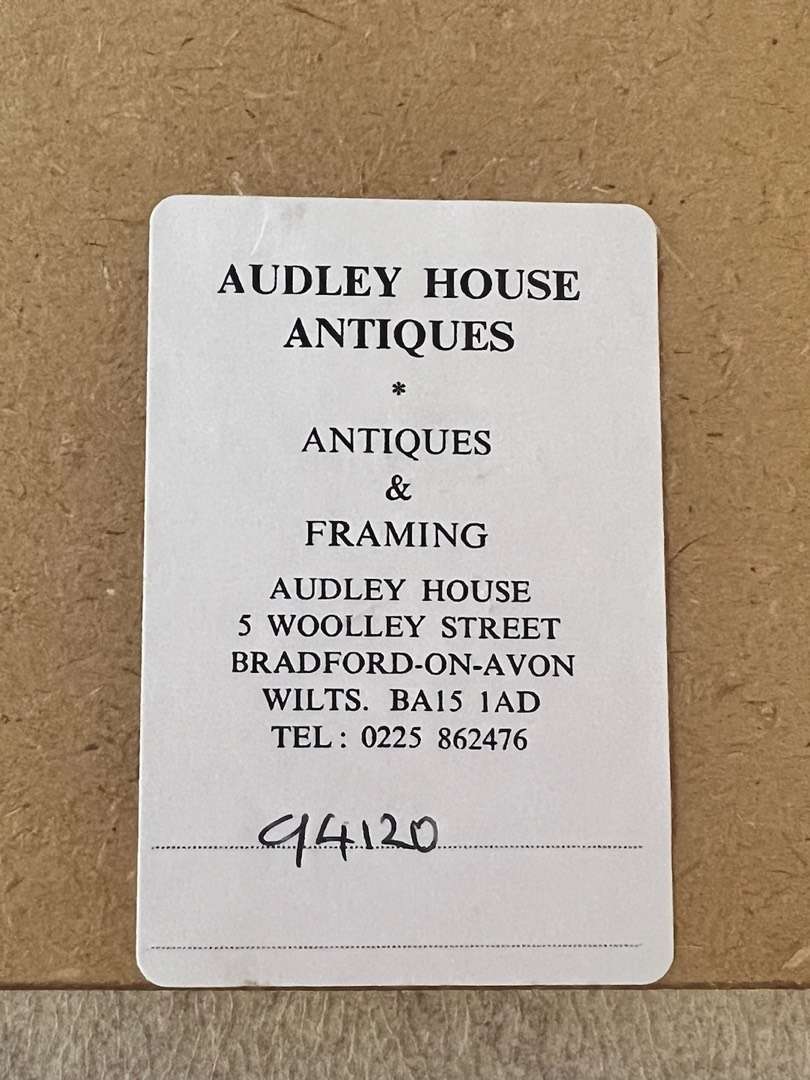 AUDLEY HOUSE
ANTIQUES
*
ANTIQUES
&
FRAMING
AUDLEY HOUSE
5 WOOLLEY STREET
BRADFORD-ON-AVON
WILTS. BA15 1AD
TEL: 0225 862476
94120